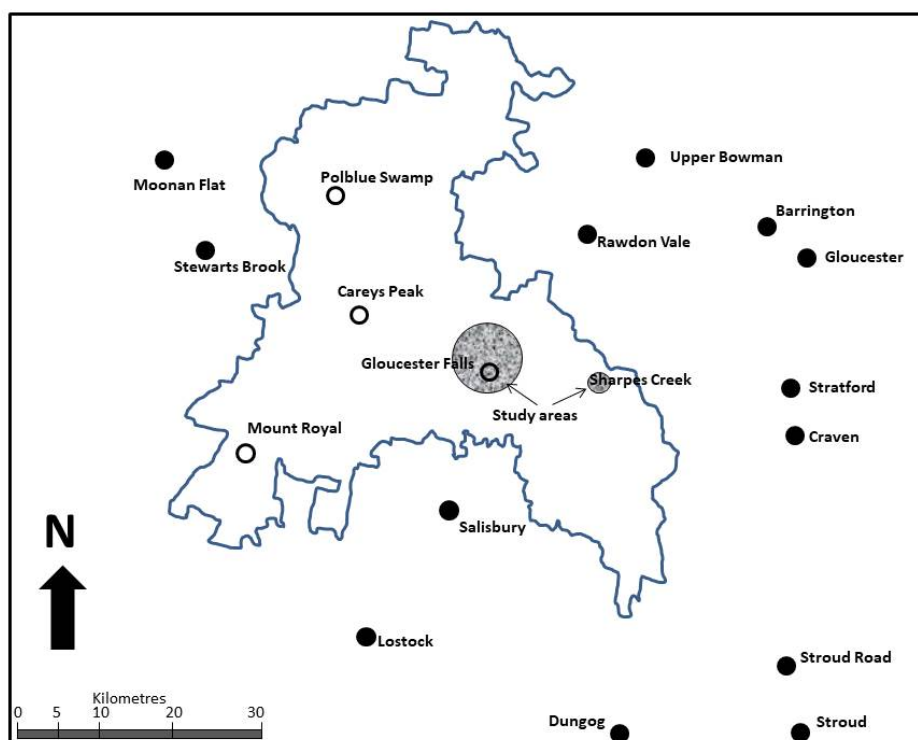 Upper Bowman
Polblue Swamp
Moonan Flat
Barrington
Rawdon Vale
Gloucester
Stewarts Brook
Careys Peak
Gloucester Falls
Sharpes Creek
Stratford
Study areas
Mount Royal
Craven
N
Salisbury
Lostock
Stroud Road
Kilometres
0 5 10 20 30
Dungog
Stroud